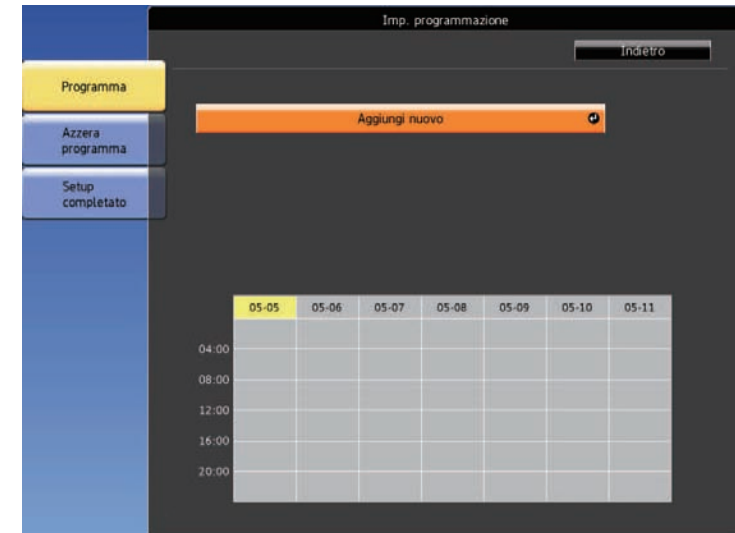 Imp. programmazione
Indietro
Programma
Aggiungi nuovo
Azzera
programma
Setup
completato
05-05 05-06 05-07 05-08 05-09 05-10 05-11
04:00
08:00
12:00
16:00
20:00